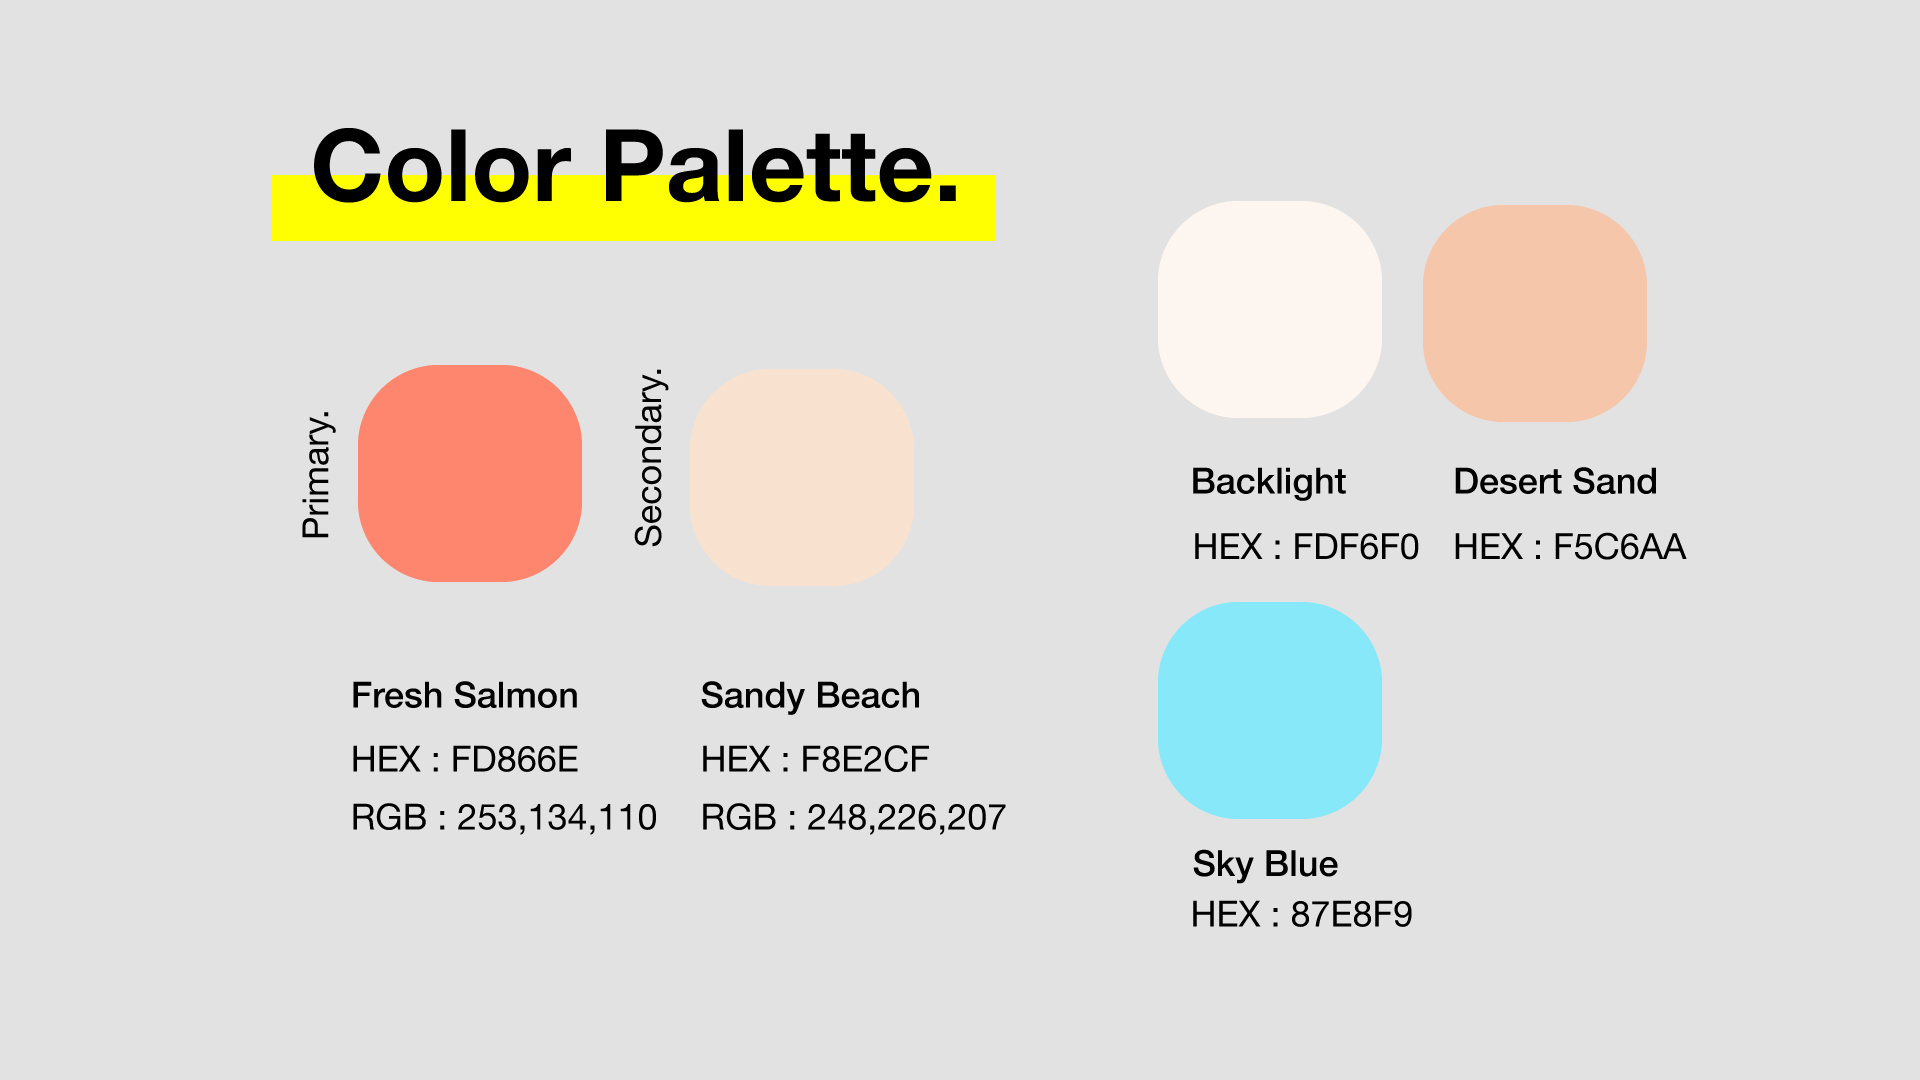 Color Palette.
Primary.
Secondary.
Fresh Salmon
HEX : FD866E
RGB : 253,134,110
Sandy Beach
HEX : F8E2CF
RGB : 248,226,207
Backlight
HEX : FDF6F0
Desert Sand
HEX : F5C6AA
Sky Blue
HEX : 87E8F9